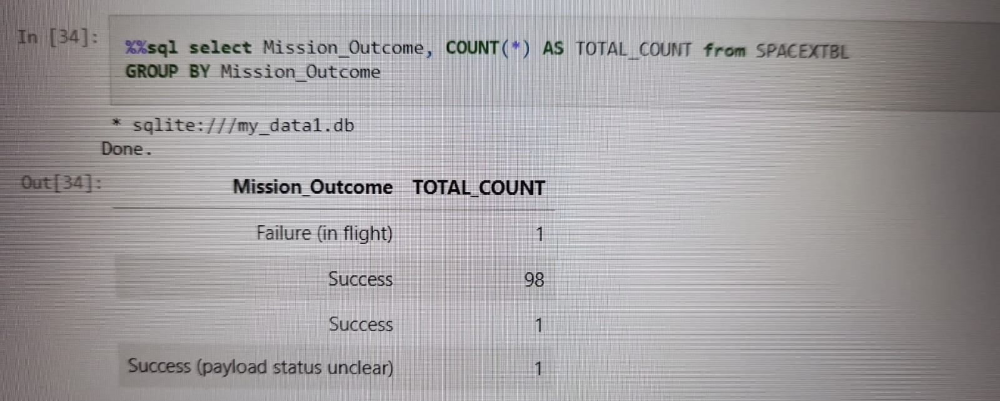 In [34]:
%%sql select Mission_Outcome, COUNT(*) AS TOTAL_COUNT from SPACEXTBL
GROUP BY Mission_Outcome
* sqlite:///my_data1.db
Done.
Out[34]:
Mission_Outcome TOTAL_COUNT
Failure (in flight) 1
Success 98
Success 1
Success (payload status unclear) 1